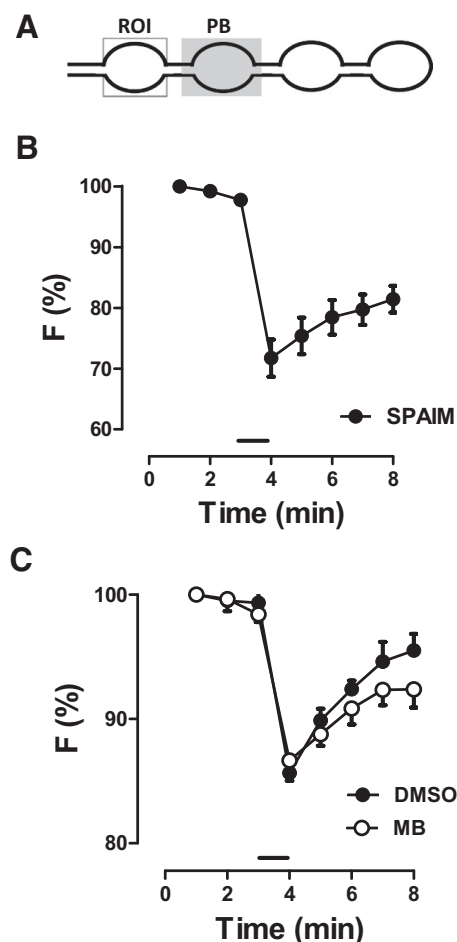 A
ROI PB
B
100
90
80
70
60
F (%)
SPAIM
0 2 4 6 8
Time (min)
C
100
90
80
F (%)
DMSO
MB
0 2 4 6 8
Time (min)